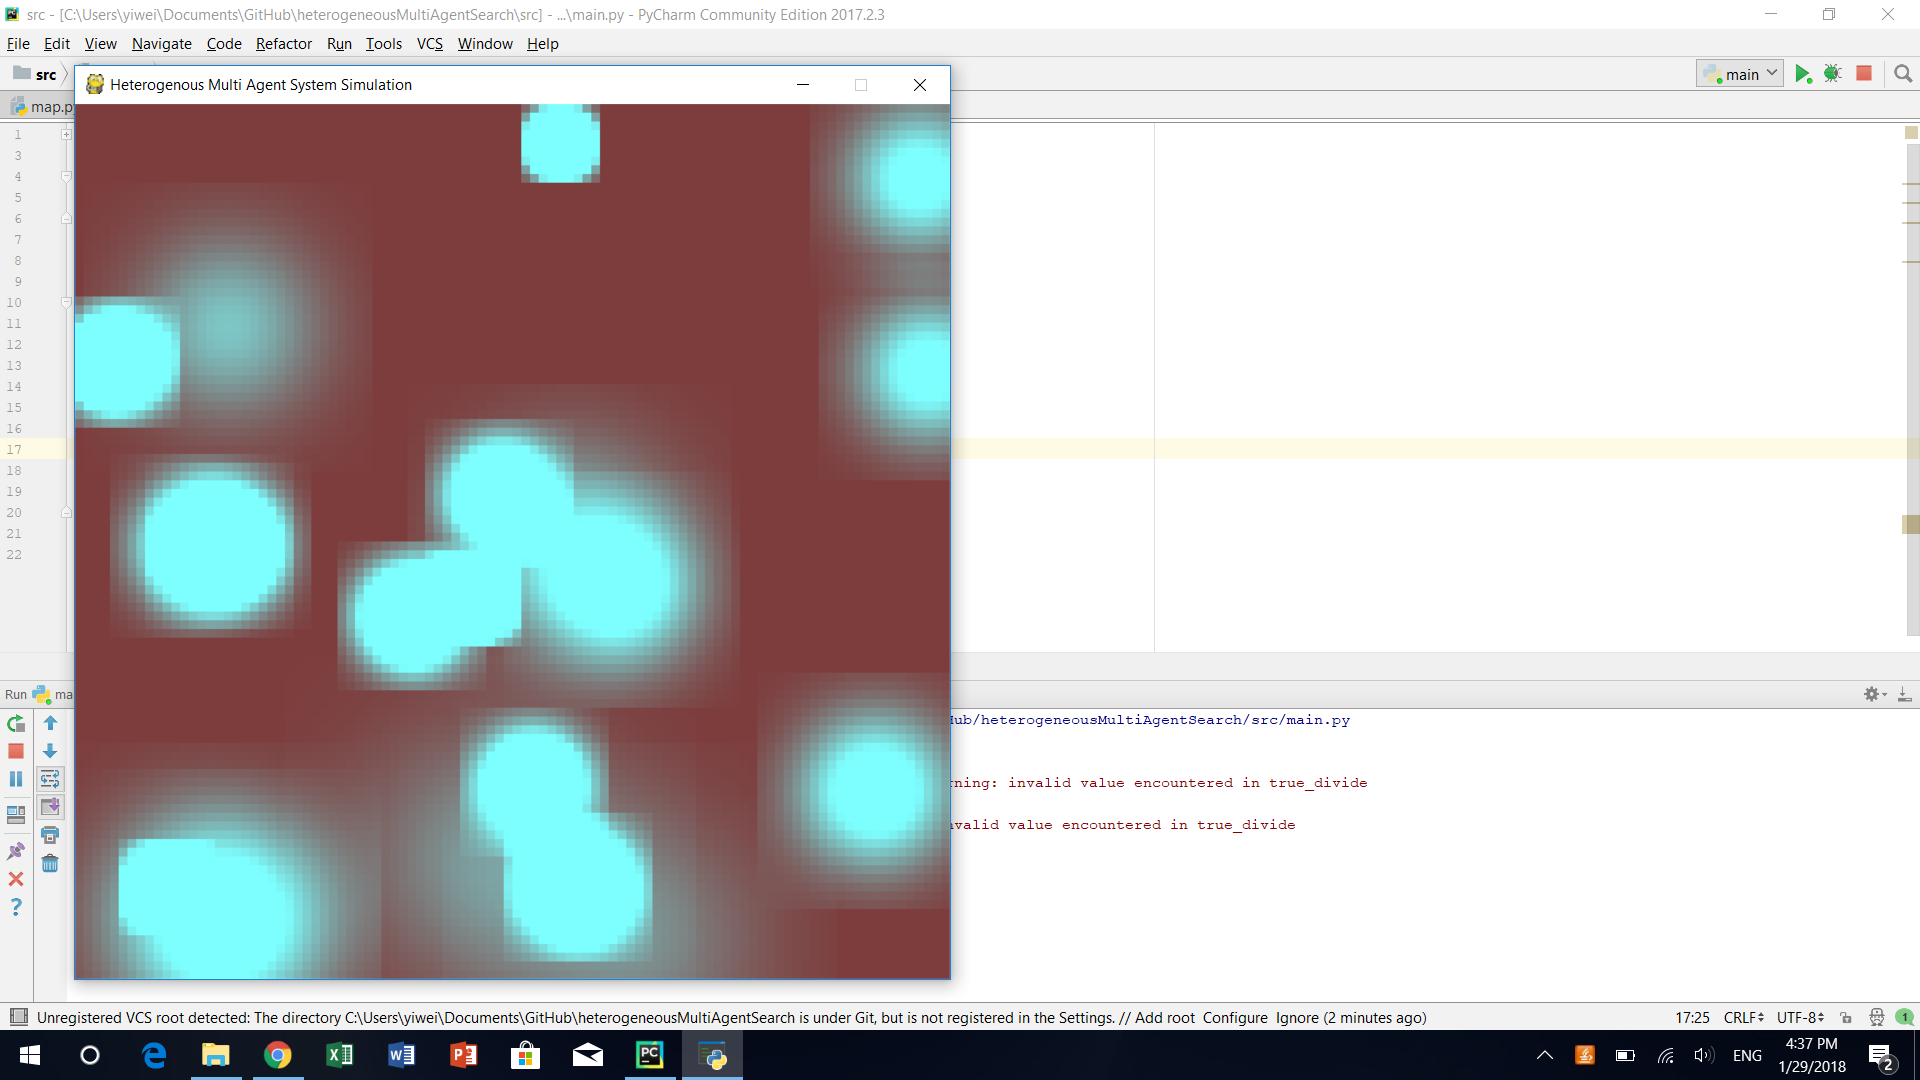 src - [C:\Users\yiwei\Documents\GitHub\heterogeneousMultiAgentSearch\src] - ...\main.py - PyCharm Community Edition 2017.2.3
File Edit View Navigate Code Refactor Run Tools VCS Window Help
src
main
Heterogenous Multi Agent System Simulation
map.p
1
3
4
5
6
7
8
9
10
11
12
13
14
15
16
17
18
19
20
21
22
Run ma
ub/heterogeneousMultiAgentSearch/src/main.py
rning: invalid value encountered in true_divide
nvalid value encountered in true_divide
Unregistered VCS root detected: The directory C:\Users\yiwei\Documents\GitHub\heterogeneousMultiAgentSearch is under Git, but is not registered in the Settings. // Add root Configure Ignore (2 minutes ago)
17:25 CRLF UTF-8 1
ENG
4:37 PM
1/29/2018
2